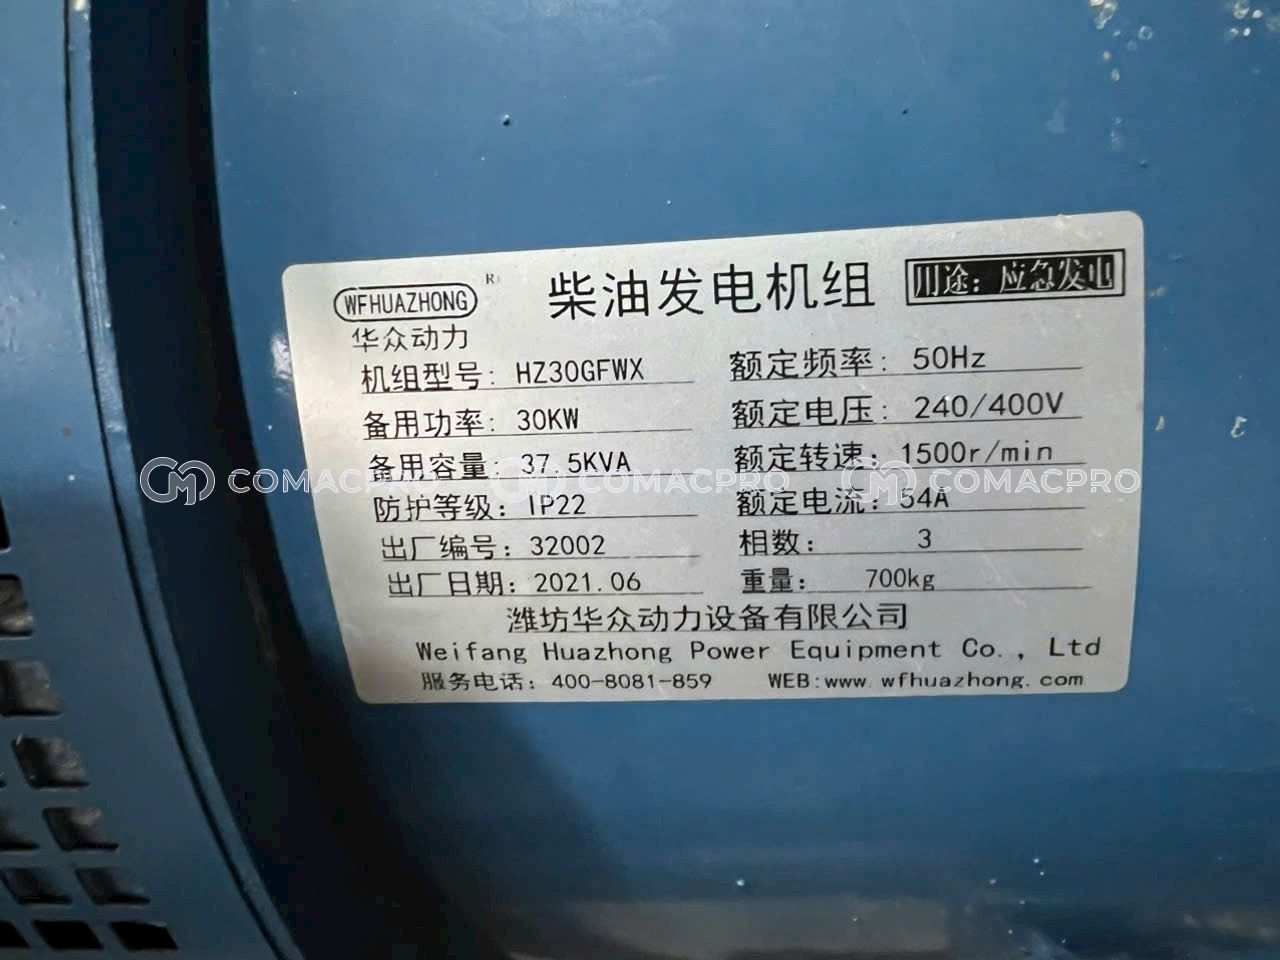 WFHUAZHONG ®
柴油发电机组
用途：应急发电
华众动力
机组型号：HZ30GFWX
额定频率：50Hz
备用功率：30KW
额定电压：240/400V
备用容量：37.5KVA
额定转速：1500r/min
COMACPRO COMACPRO COMACPRO
防护等级：IP22
额定电流：54A
出厂编号：32002
相数：3
出厂日期：2021.06
重量：700kg
潍坊华众动力设备有限公司
Weifang Huazhong Power Equipment Co., Ltd
服务电话：400-8081-859 WEB:www.wfhuazhong.com